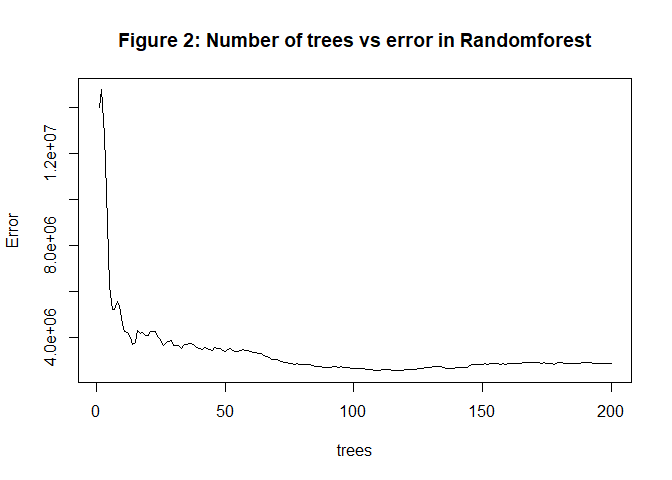 Figure 2: Number of trees vs error in Randomforest
Error
1.2e+07
8.0e+06
4.0e+06
0 50 100 150 200
trees